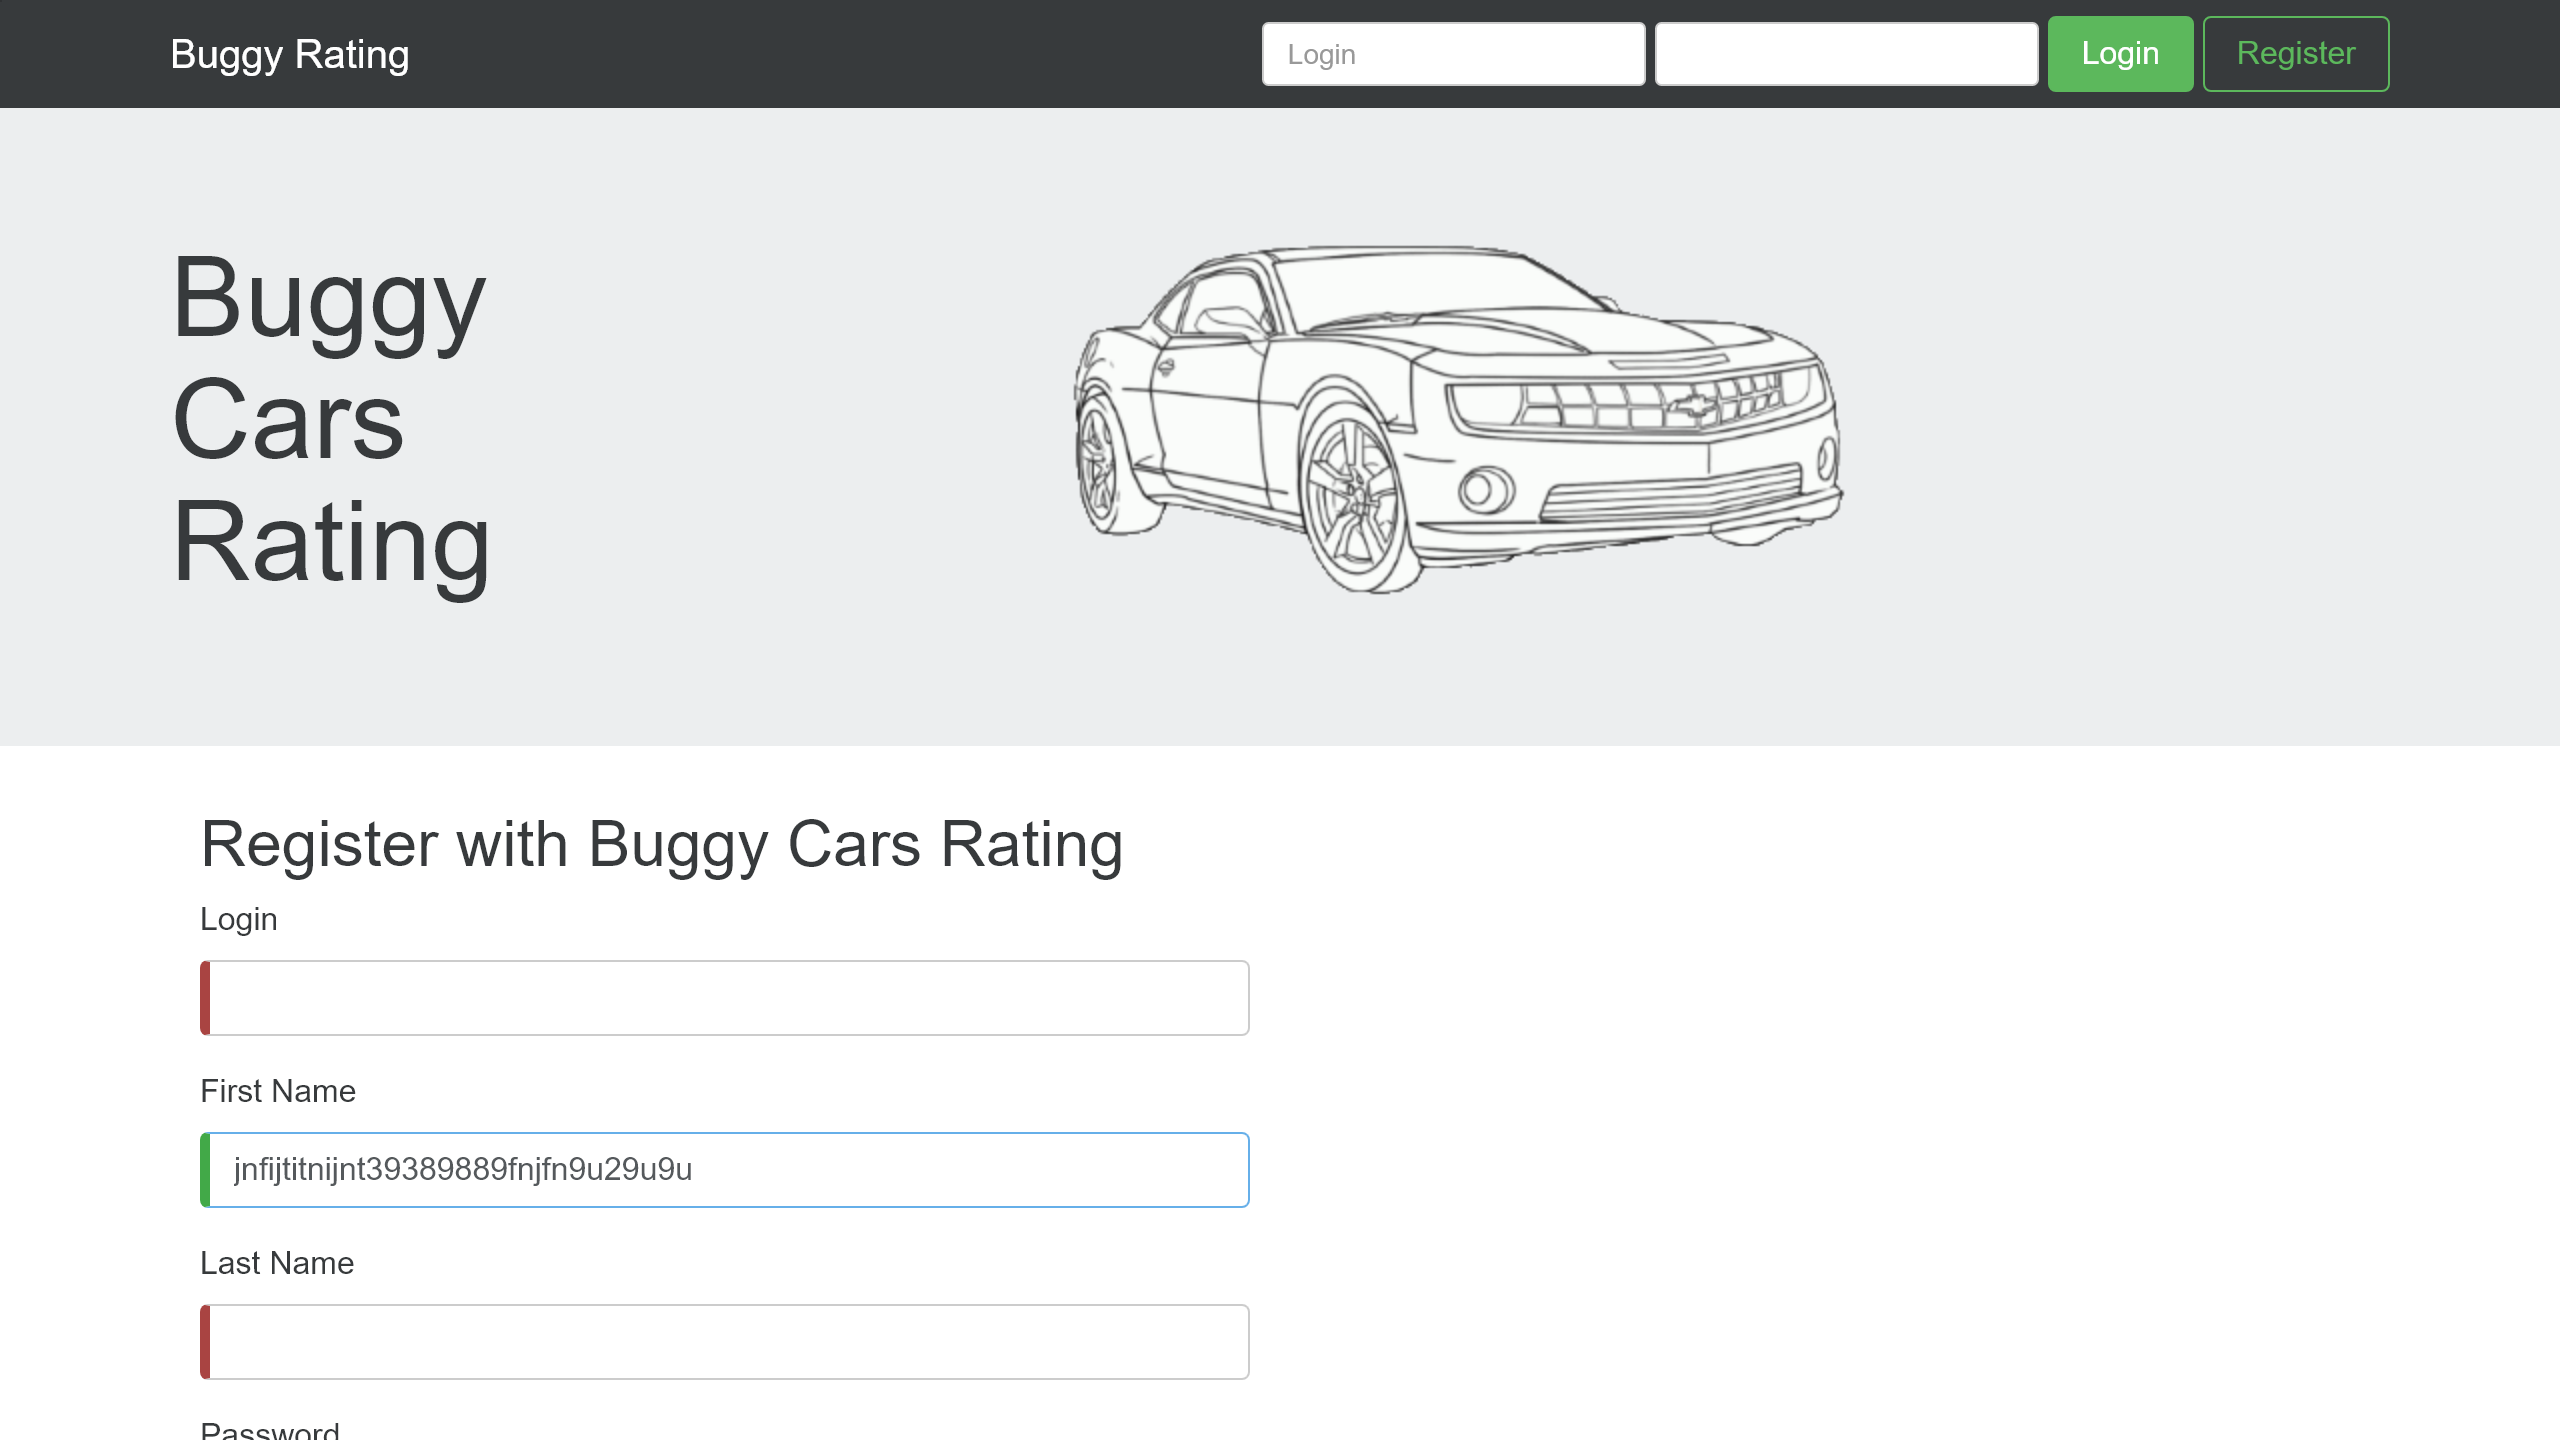 Buggy Rating
Login
Login
Register
Buggy
Cars
Rating
Register with Buggy Cars Rating
Login
First Name
jnfijtitnijnt39389889fnjfn9u29u9u
Last Name
Password